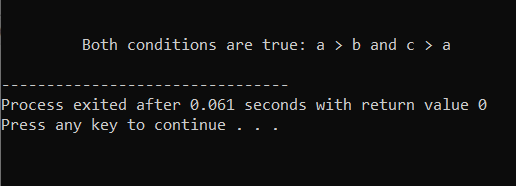 Both conditions are true: a > b and c > a
--------------------------------
Process exited after 0.061 seconds with return value 0
Press any key to continue . . .